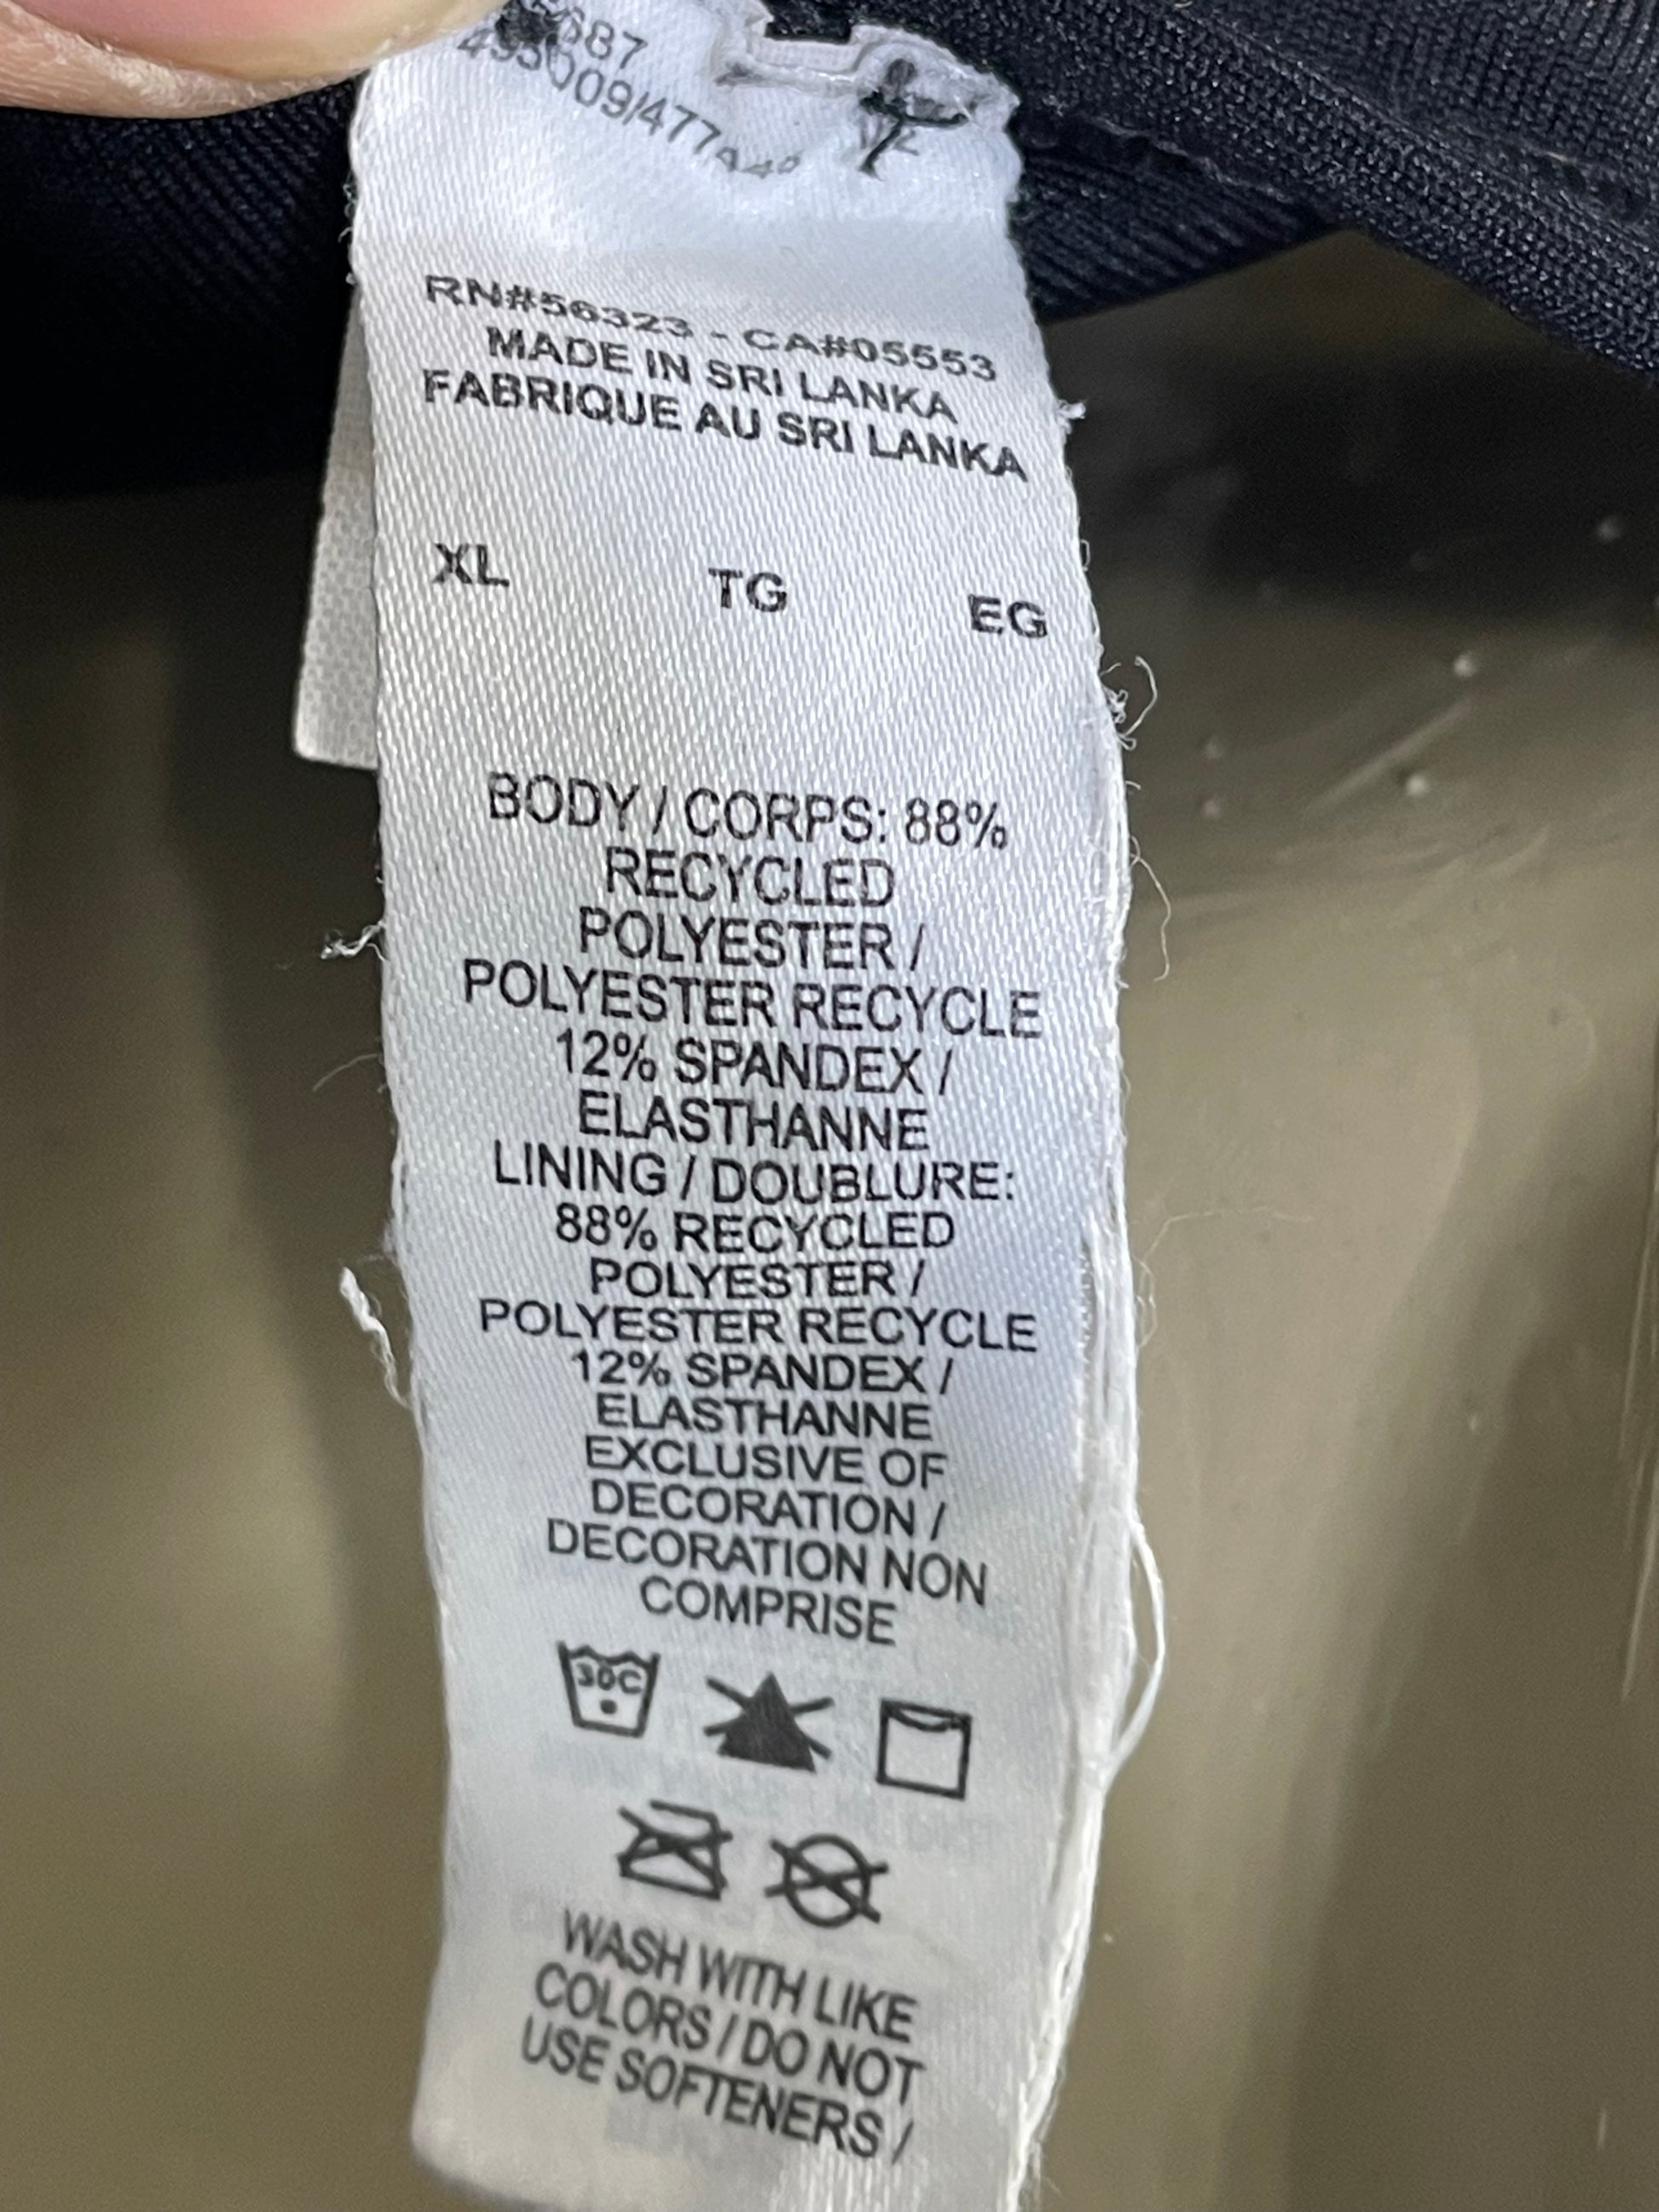 RN#56323 - CA#05553
MADE IN SRI LANKA
FABRIQUE AU SRI LANKA
XL TG EG
BODY / CORPS: 88%
RECYCLED
POLYESTER /
POLYESTER RECYCLE
12% SPANDEX /
ELASTHANNE
LINING / DOUBLURE:
88% RECYCLED
POLYESTER /
POLYESTER RECYCLE
12% SPANDEX /
ELASTHANNE
EXCLUSIVE OF
DECORATION /
DECORATION NON
COMPRISE
30C
WASH WITH LIKE
COLORS / DO NOT
USE SOFTENERS /